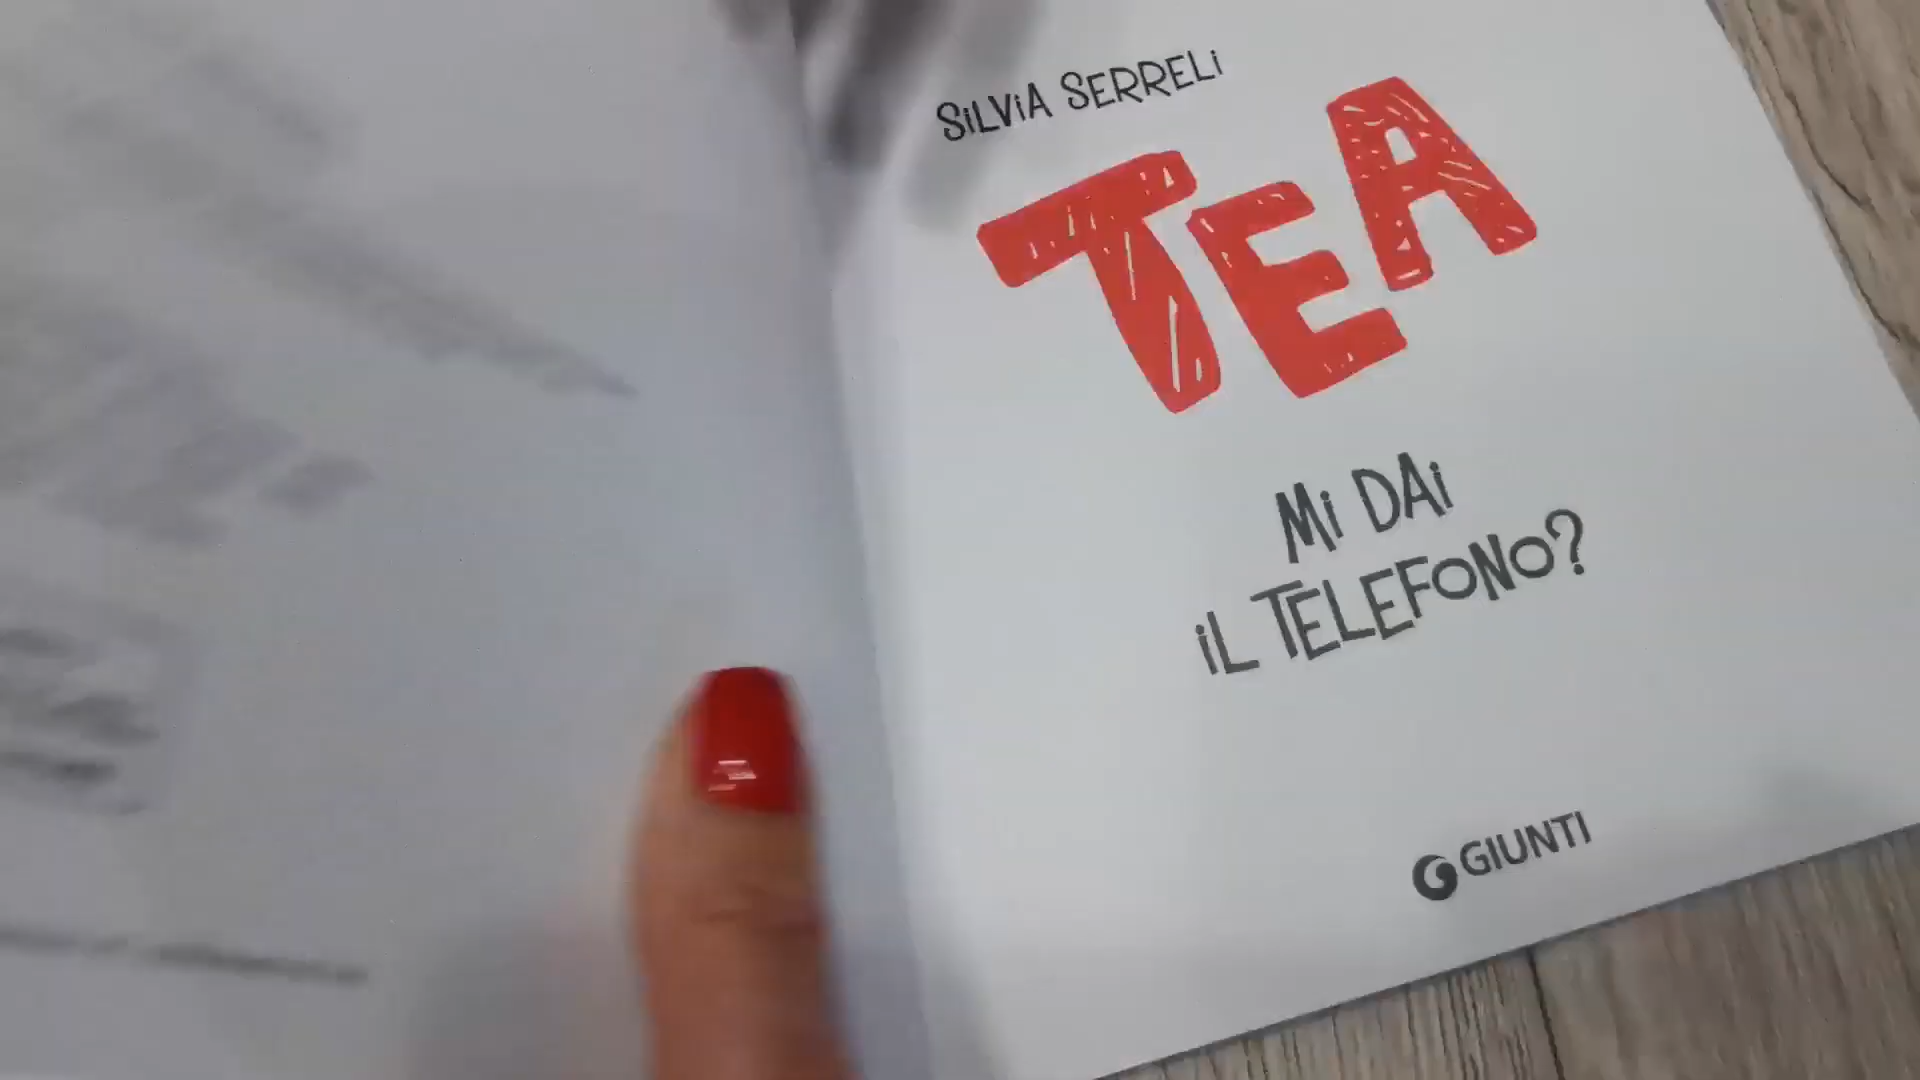 SiLViA SERRELi
TEA
Mi DAi
iL TELEFONO?
GIUNTI